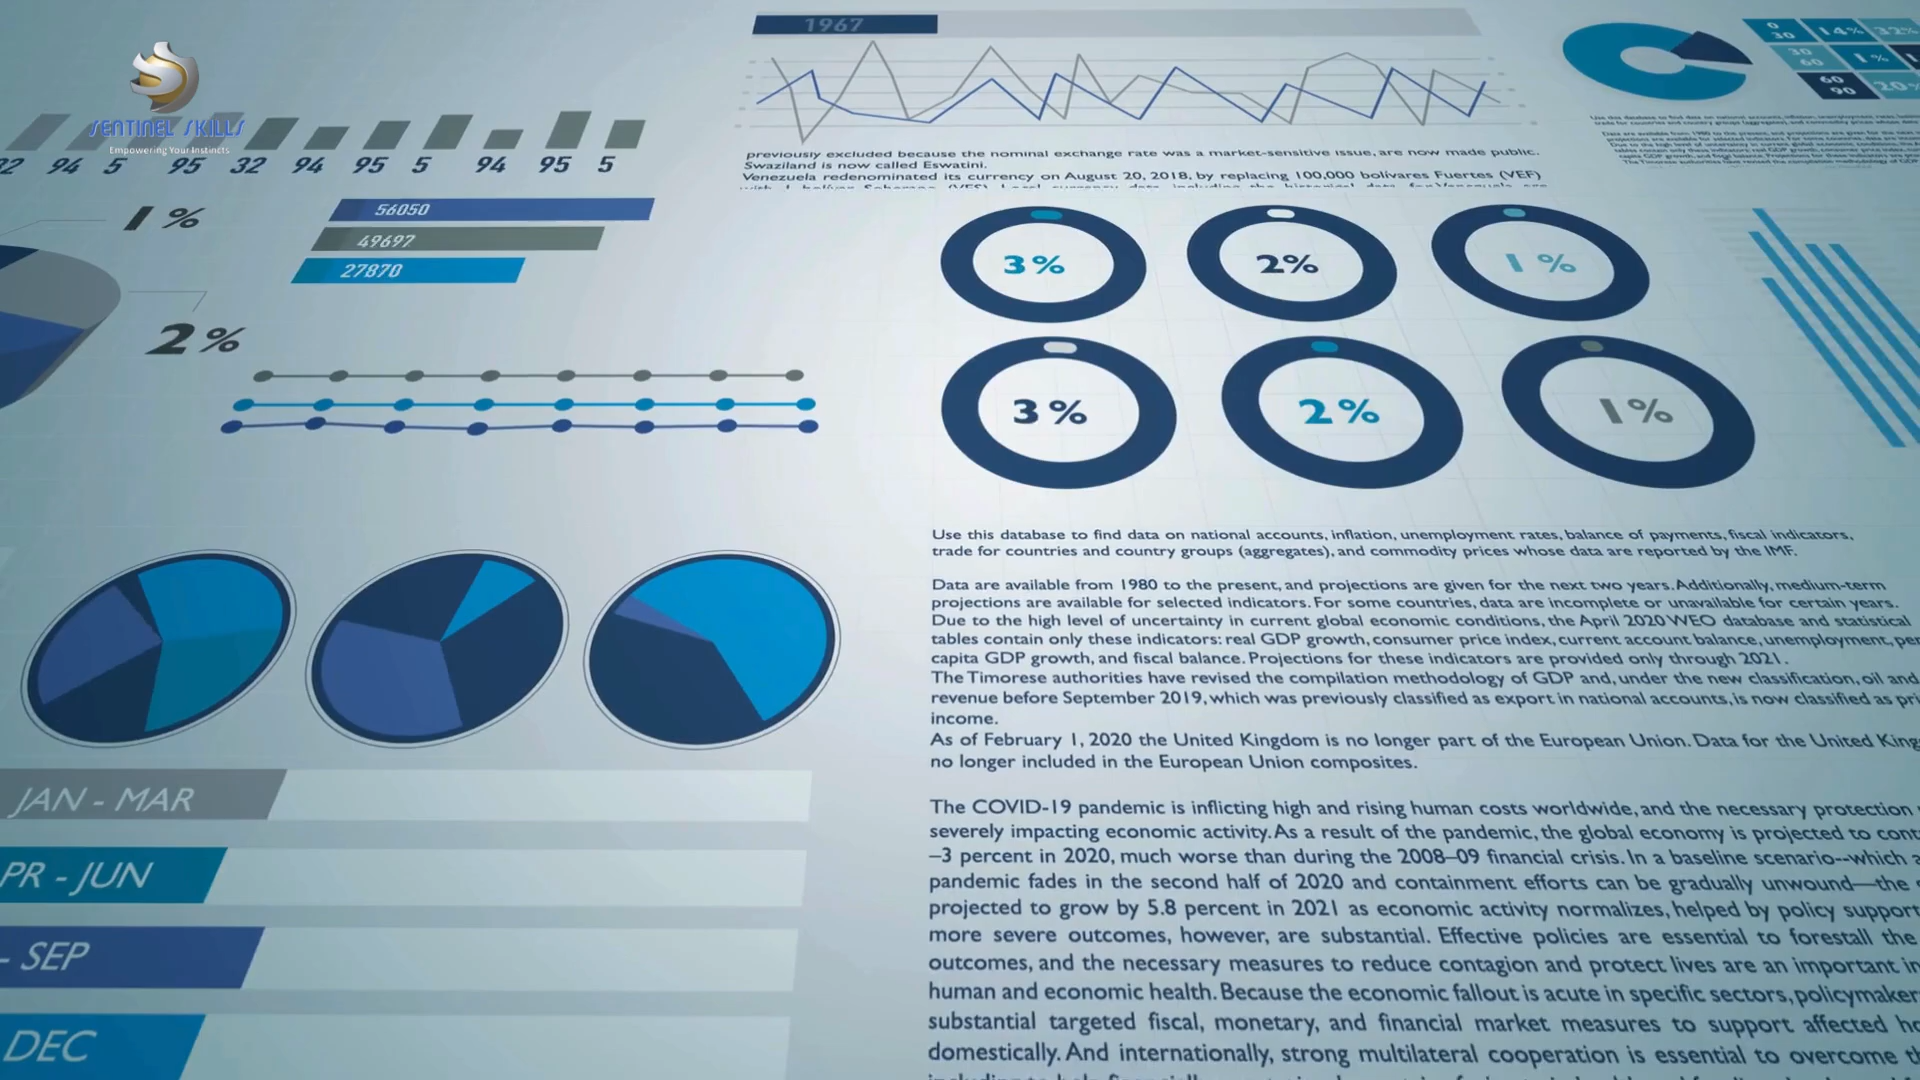 1967
SENTINEL SKILLS
Empowering Your Instincts
94 5 95 32 94 95 5 94 95 5
0
30
14%
32%
30
60
1%
60
90
20%
previously excluded because the nominal exchange rate was a market-sensitive issue, are now made public.
Swaziland is now called Eswatini.
Venezuela redenominated its currency on August 20, 2018, by replacing 100,000 bolívares Fuertes (VEF)
1%
2%
56050
49697
27870
3%
2%
1%
3%
2%
1%
Use this database to find data on national accounts, inflation, unemployment rates, balance of payments, fiscal indicators,
trade for countries and country groups (aggregates), and commodity prices whose data are reported by the IMF.
Data are available from 1980 to the present, and projections are given for the next two years. Additionally, medium-term
projections are available for selected indicators. For some countries, data are incomplete or unavailable for certain years.
Due to the high level of uncertainty in current global economic conditions, the April 2020 WEO database and statistical
tables contain only these indicators: real GDP growth, consumer price index, current account balance, unemployment, per
capita GDP growth, and fiscal balance. Projections for these indicators are provided only through 2021.
The Timorese authorities have revised the compilation methodology of GDP and, under the new classification, oil and
revenue before September 2019, which was previously classified as export in national accounts, is now classified as pri
income.
As of February 1, 2020 the United Kingdom is no longer part of the European Union. Data for the United King
no longer included in the European Union composites.
The COVID-19 pandemic is inflicting high and rising human costs worldwide, and the necessary protection
severely impacting economic activity. As a result of the pandemic, the global economy is projected to cont
–3 percent in 2020, much worse than during the 2008–09 financial crisis. In a baseline scenario--which a
pandemic fades in the second half of 2020 and containment efforts can be gradually unwound—the
projected to grow by 5.8 percent in 2021 as economic activity normalizes, helped by policy support
more severe outcomes, however, are substantial. Effective policies are essential to forestall the
outcomes, and the necessary measures to reduce contagion and protect lives are an important in
human and economic health. Because the economic fallout is acute in specific sectors, policymaker
substantial targeted fiscal, monetary, and financial market measures to support affected ho
domestically. And internationally, strong multilateral cooperation is essential to overcome th
JAN - MAR
PR - JUN
- SEP
DEC